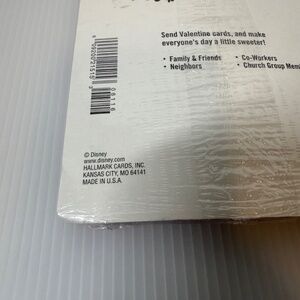 Send Valentine cards, and make
everyone's day a little sweeter!
• Family & Friends • Co-Workers
• Neighbors • Church Group
06116
© Disney
www.disney.com
HALLMARK CARDS, INC.
KANSAS CITY, MO 64141
MADE IN U.S.A.